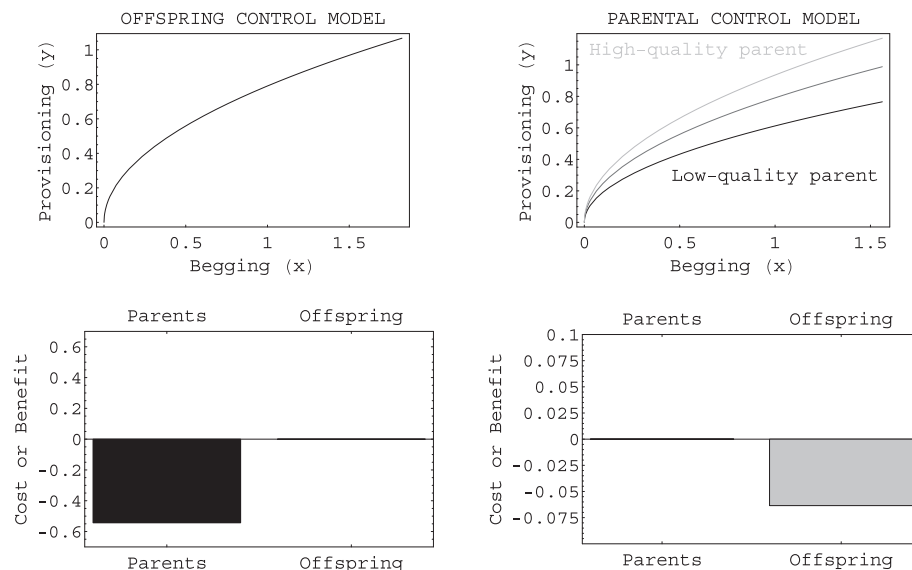 OFFSPRING CONTROL MODEL
Provisioning (y)
1
0.8
0.6
0.4
0.2
0
0
0.5
1
1.5
Begging (x)
PARENTAL CONTROL MODEL
Provisioning (y)
High-quality parent
Low-quality parent
1
0.8
0.6
0.4
0.2
0
0
0.5
1
1.5
Begging (x)
Parents
Offspring
Cost or Benefit
0.6
0.4
0.2
0
-0.2
-0.4
-0.6
Parents
Offspring
Parents
Offspring
Cost or Benefit
0.1
0.075
0.05
0.025
0
-0.025
-0.05
-0.075
Parents
Offspring